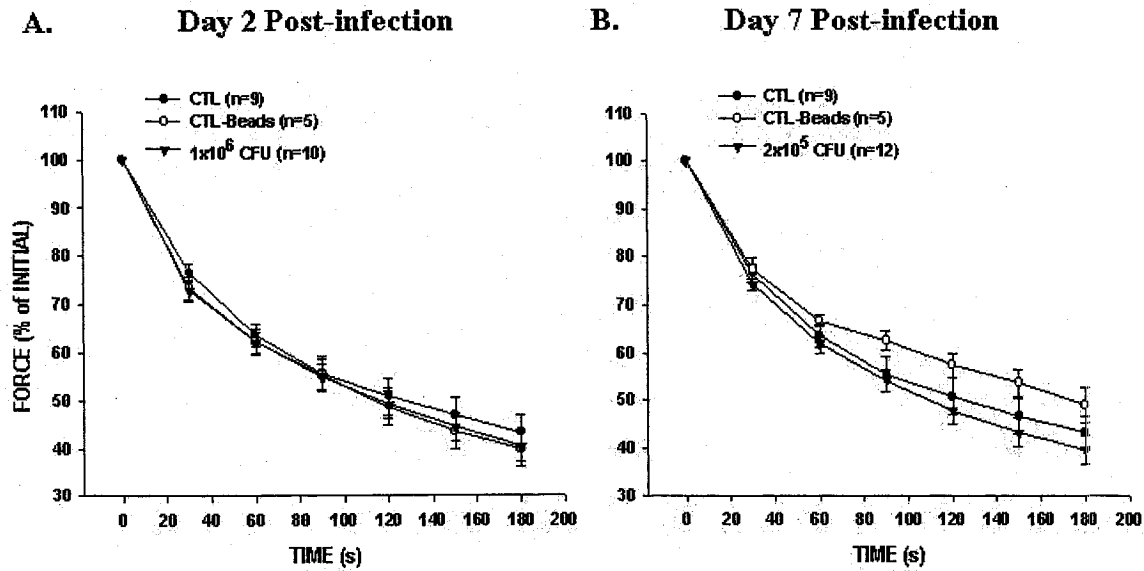 A. Day 2 Post-infection
CTL (n=9)
CTL-Beads (n=5)
1x10⁶ CFU (n=10)
110
100
90
80
70
60
50
40
30
FORCE (% of INITIAL)
0 20 40 60 80 100 120 140 160 180 200
TIME (s)
B. Day 7 Post-infection
CTL (n=9)
CTL-Beads (n=5)
2x10⁵ CFU (n=12)
110
100
90
80
70
60
50
40
30
0 20 40 60 80 100 120 140 160 180 200
TIME (s)